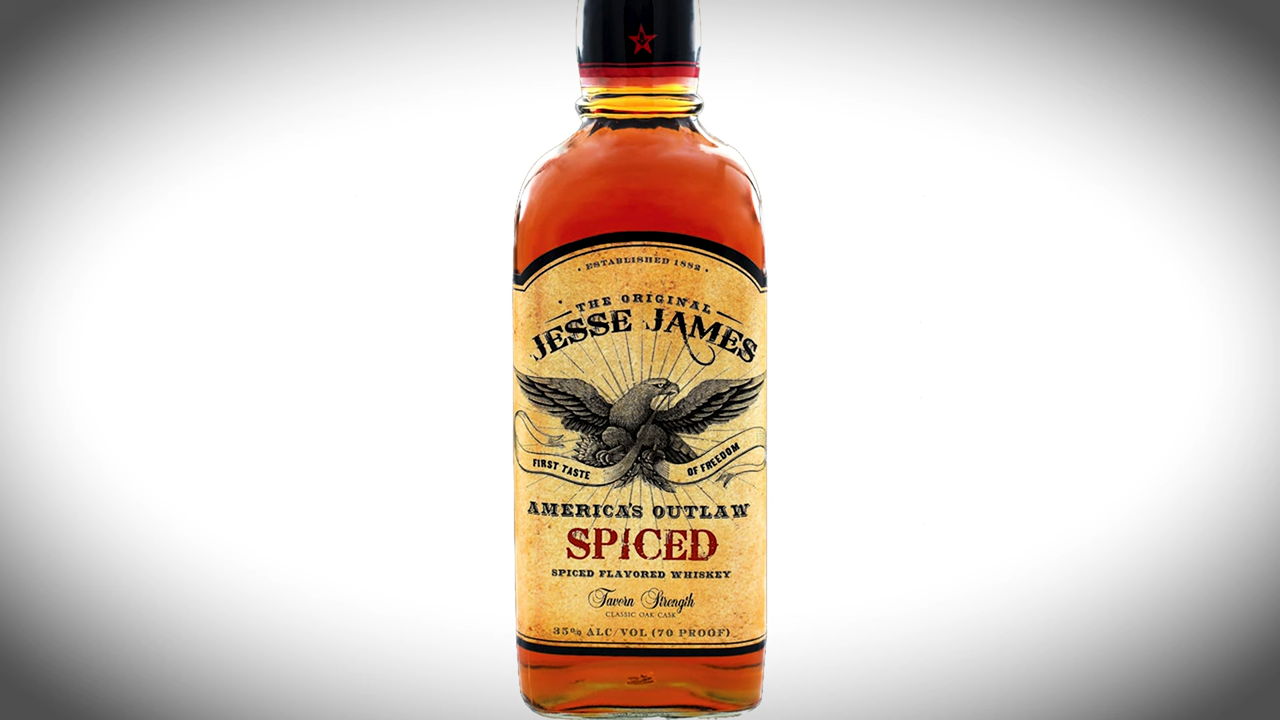 · ESTABLISHED 1882 ·
THE ORIGINAL
JESSE JAMES
FIRST TASTE OF FREEDOM
AMERICA'S OUTLAW
SPICED
SPICED FLAVORED WHISKEY
Tavern Strength
CLASSIC OAK CASK
35% ALC/VOL (70 PROOF)